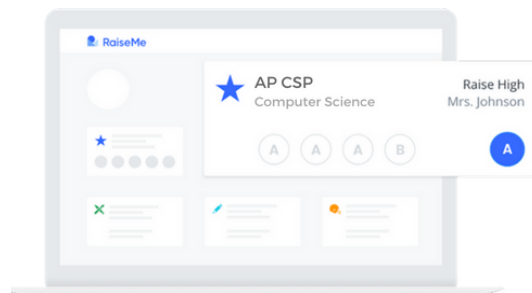 RaiseMe
AP CSP
Computer Science
Raise High
Mrs. Johnson
A A A B A